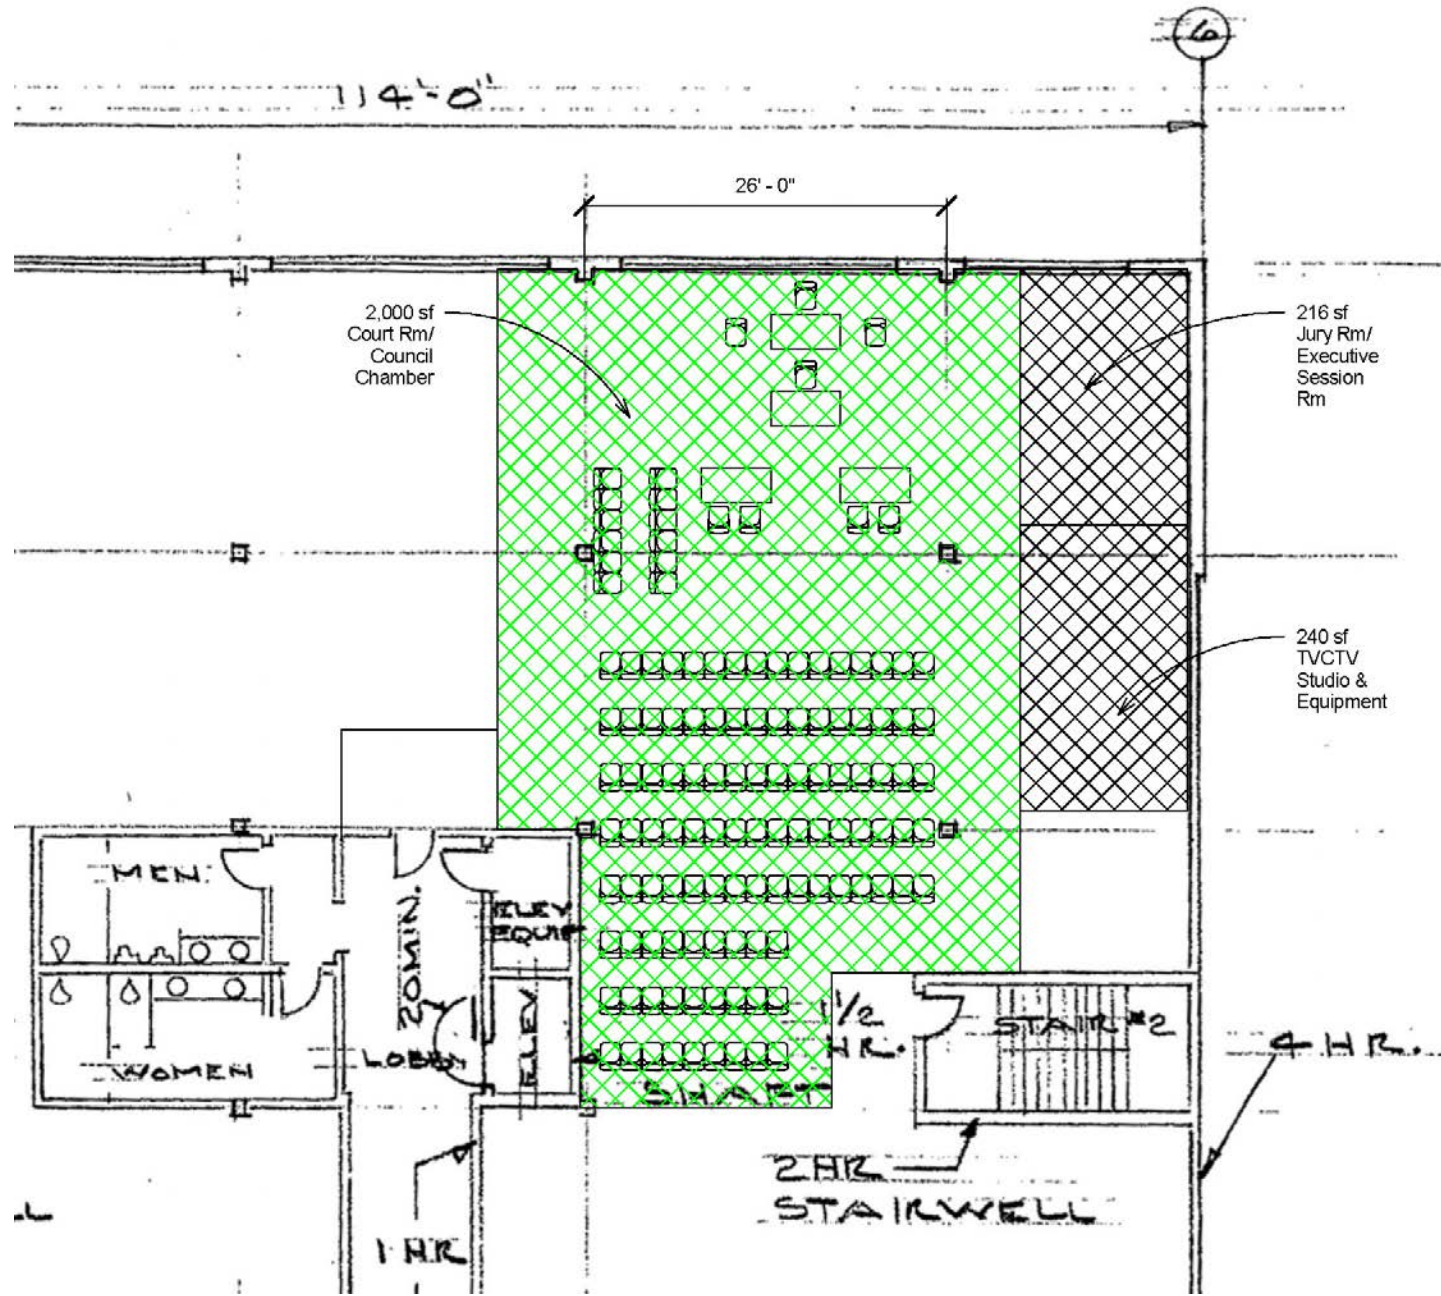 6
114'-0"
26' - 0"
2,000 sf
Court Rm/
Council
Chamber
216 sf
Jury Rm/
Executive
Session
Rm
240 sf
TVCTV
Studio &
Equipment
MEN.
20 MIN.
ELEV
EQUIP
WOMEN
LOBBY
ELEV
SHAFT
1 1/2
HR.
STAIR #2
4 HR.
2 HR
STAIRWELL
1 HR